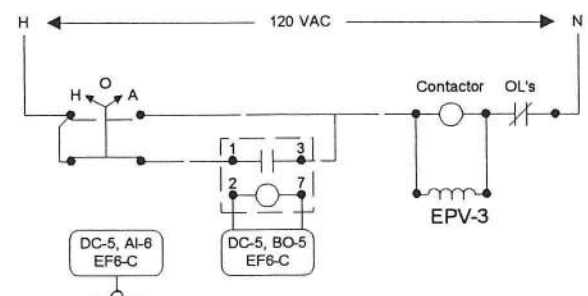 H 120 VAC N
O
H A
Contactor OL's
1 3
2 7
EPV-3
DC-5, AI-6
EF6-C
DC-5, BO-5
EF6-C